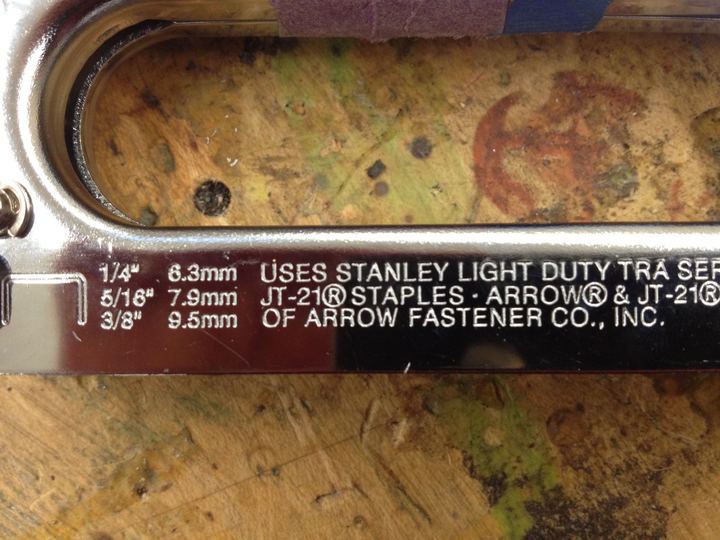 1/4" 6.3mm USES STANLEY LIGHT DUTY TRA SER
5/16" 7.9mm JT-21® STAPLES · ARROW® & JT-21®
3/8" 9.5mm OF ARROW FASTENER CO., INC.